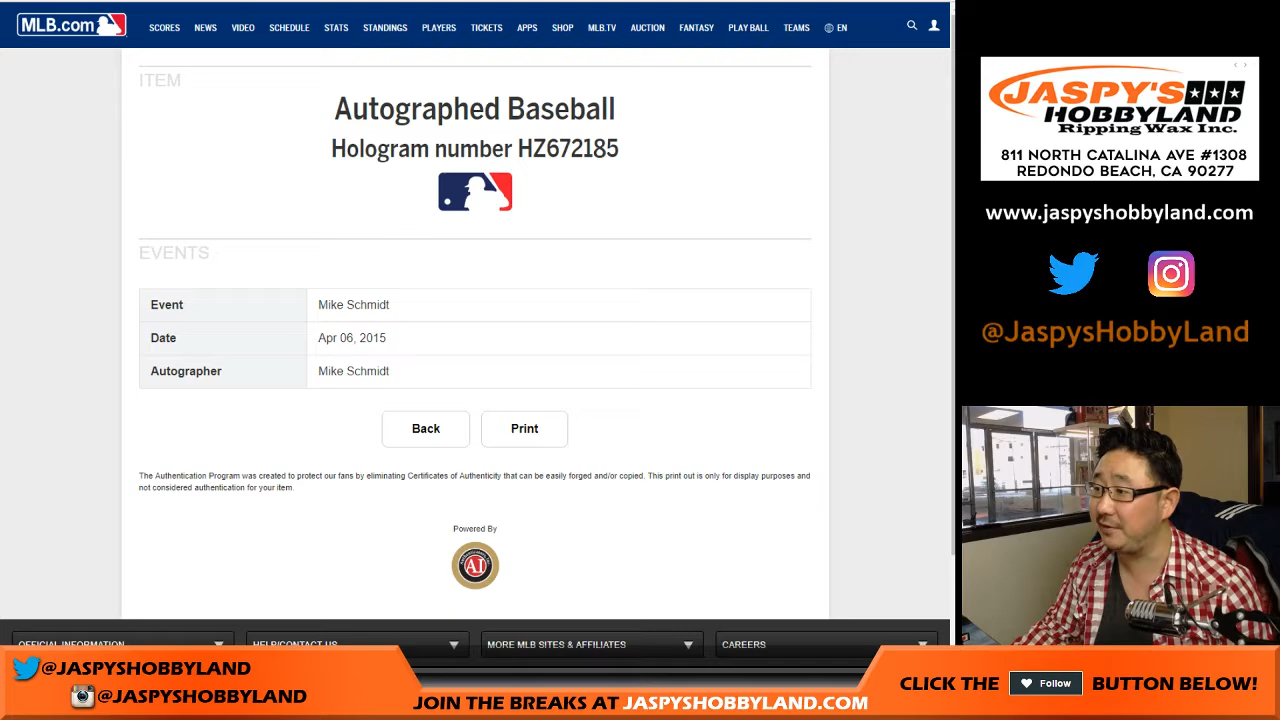 MLB.com SCORES NEWS VIDEO SCHEDULE STATS STANDINGS PLAYERS TICKETS APPS SHOP MLB.TV AUCTION FANTASY PLAY BALL TEAMS EN
ITEM
Autographed Baseball
Hologram number HZ672185
EVENTS
Event Mike Schmidt
Date Apr 06, 2015
Autographer Mike Schmidt
Back Print
The Authentication Program was created to protect our fans by eliminating Certificates of Authenticity that can be easily forged and/or copied. This print out is only for display purposes and
not considered authentication for your item.
Powered By
AI
OFFICIAL INFORMATION HELP/CONTACT US MORE MLB SITES & AFFILIATES CAREERS
JASPY'S
HOBBYLAND
Ripping Wax Inc.
811 NORTH CATALINA AVE #1308
REDONDO BEACH, CA 90277
www.jaspyshobbyland.com
@JaspysHobbyLand
@JASPYSHOBBYLAND
@JASPYSHOBBYLAND
JOIN THE BREAKS AT JASPYSHOBBYLAND.COM
CLICK THE Follow BUTTON BELOW!